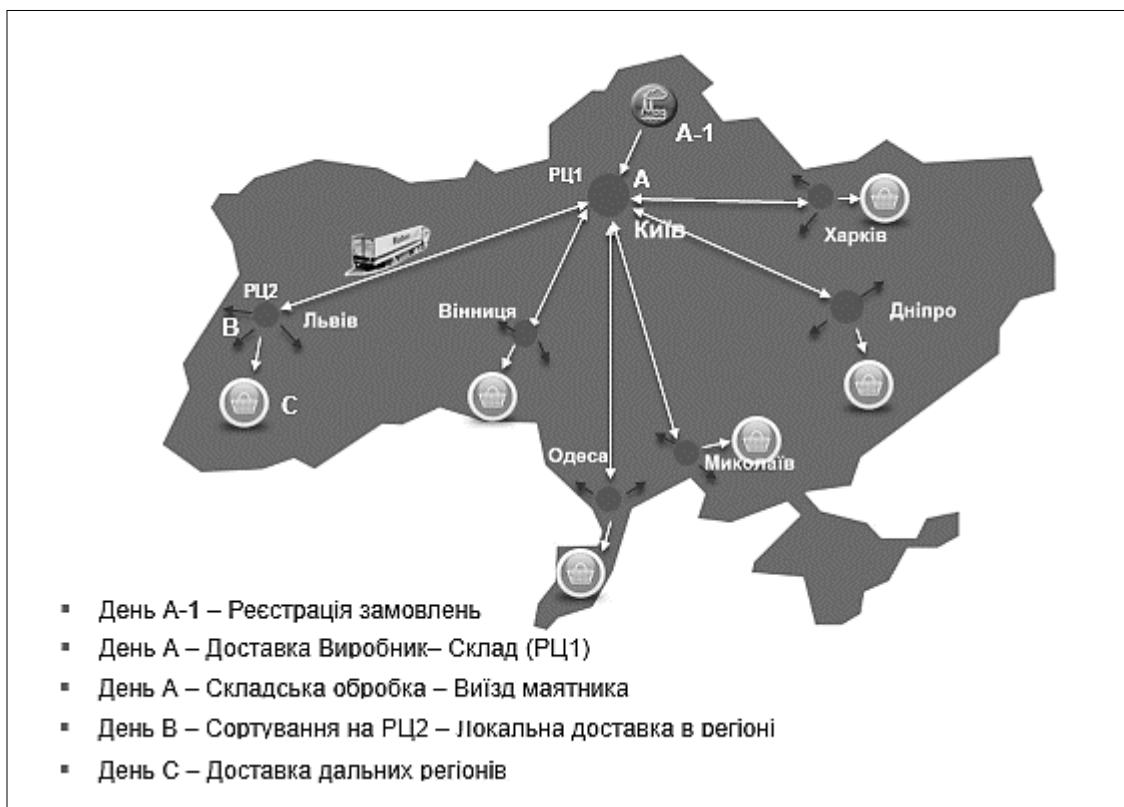 А-1
РЦ1
А
Київ
Харків
РЦ2
Львів
В
Вінниця
Дніпро
С
Одеса
Миколаїв
▪ День А-1 – Реєстрація замовлень
▪ День А – Доставка Виробник– Склад (РЦ1)
▪ День А – Складська обробка – Виїзд маятника
▪ День В – Сортування на РЦ2 – Локальна доставка в регіоні
▪ День С – Доставка дальних регіонів